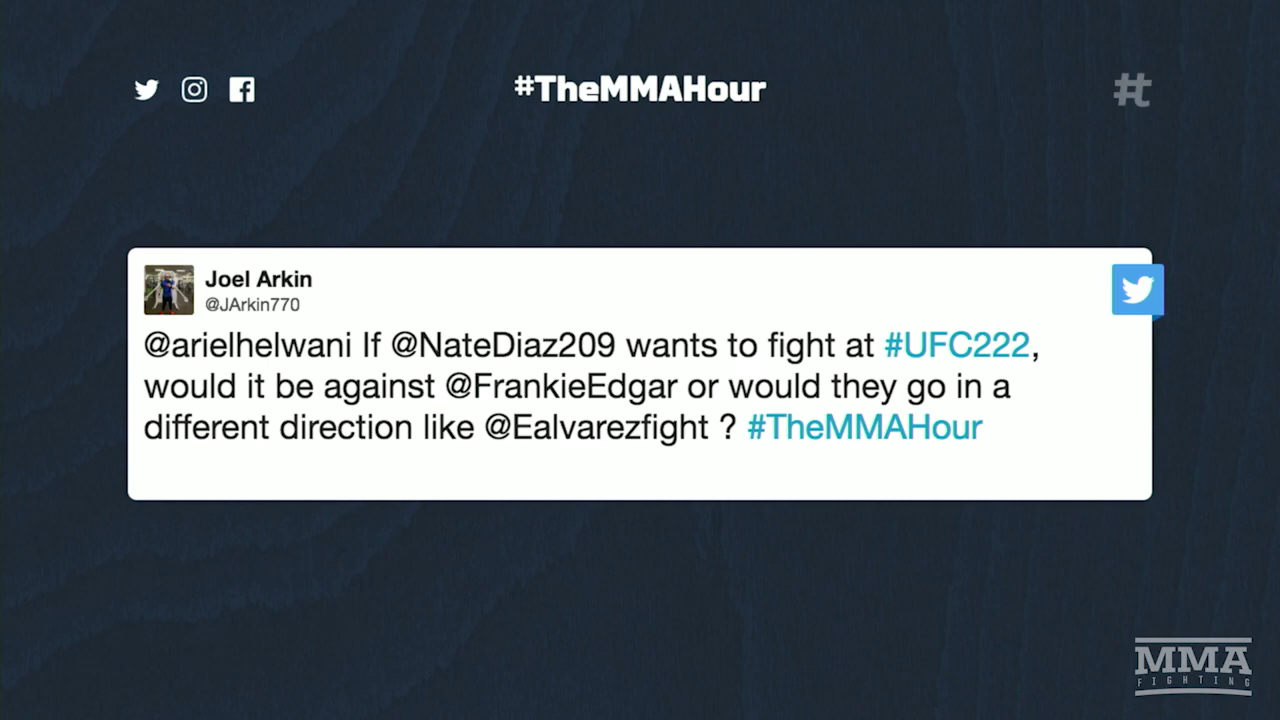 #TheMMAHour
Joel Arkin
@JArkin770
@arielhelwani If @NateDiaz209 wants to fight at #UFC222,
would it be against @FrankieEdgar or would they go in a
different direction like @Ealvarezfight ? #TheMMAHour
MMA
FIGHTING